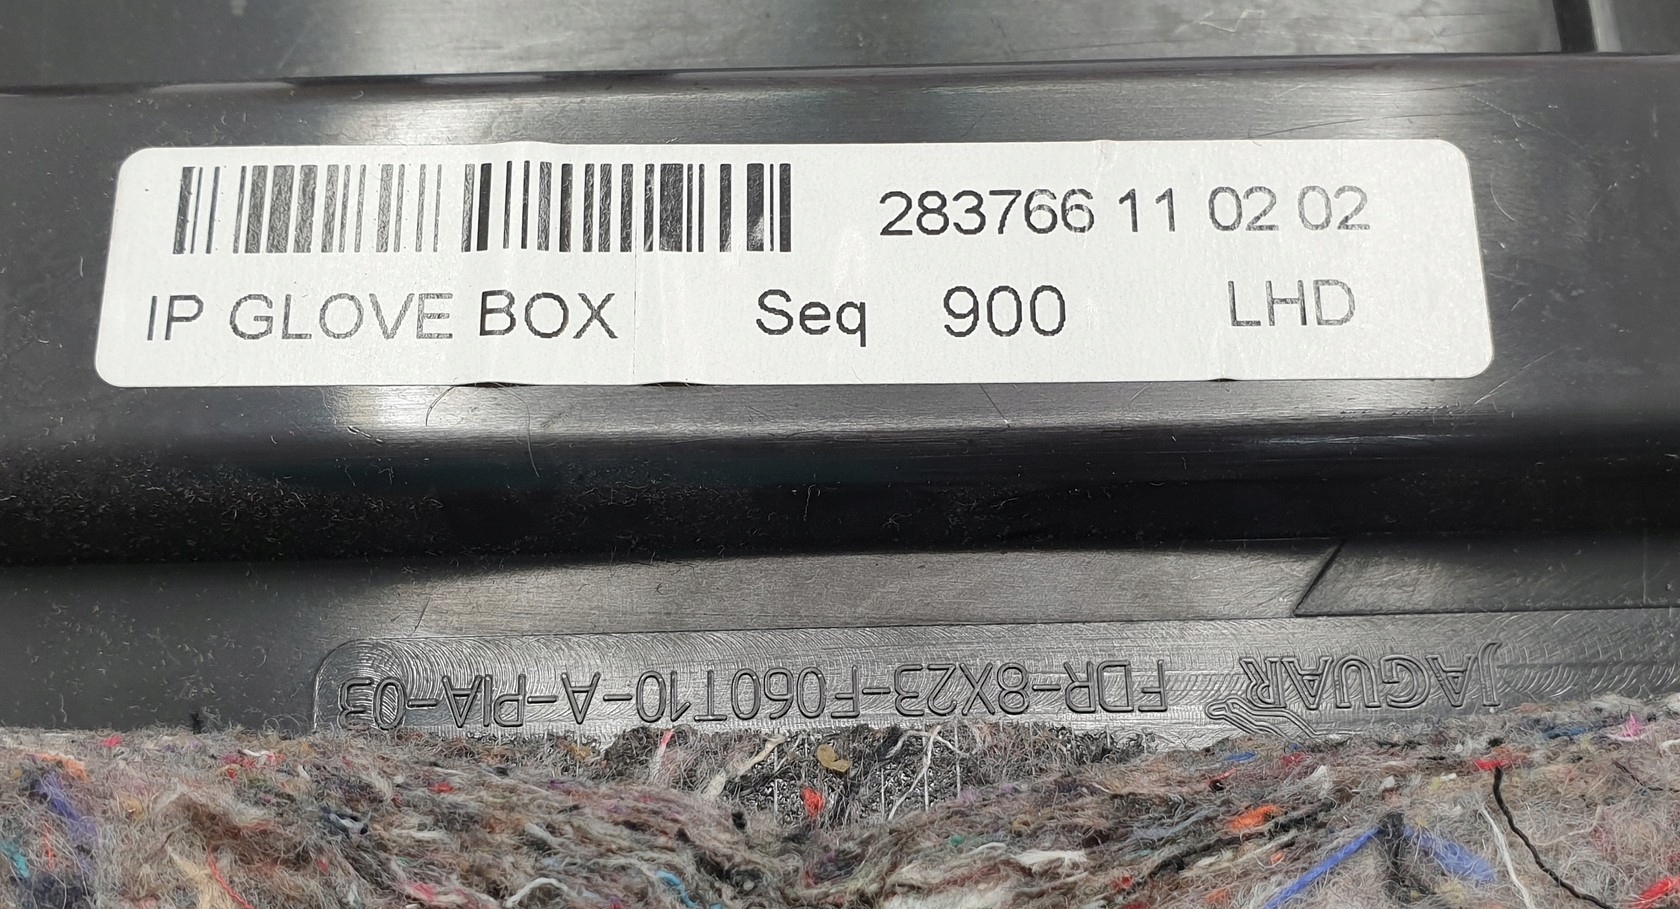 283766 11 02 02
IP GLOVE BOX Seq 900 LHD
JAGUAR FDR-8X23-F060T10-A-PIA-03